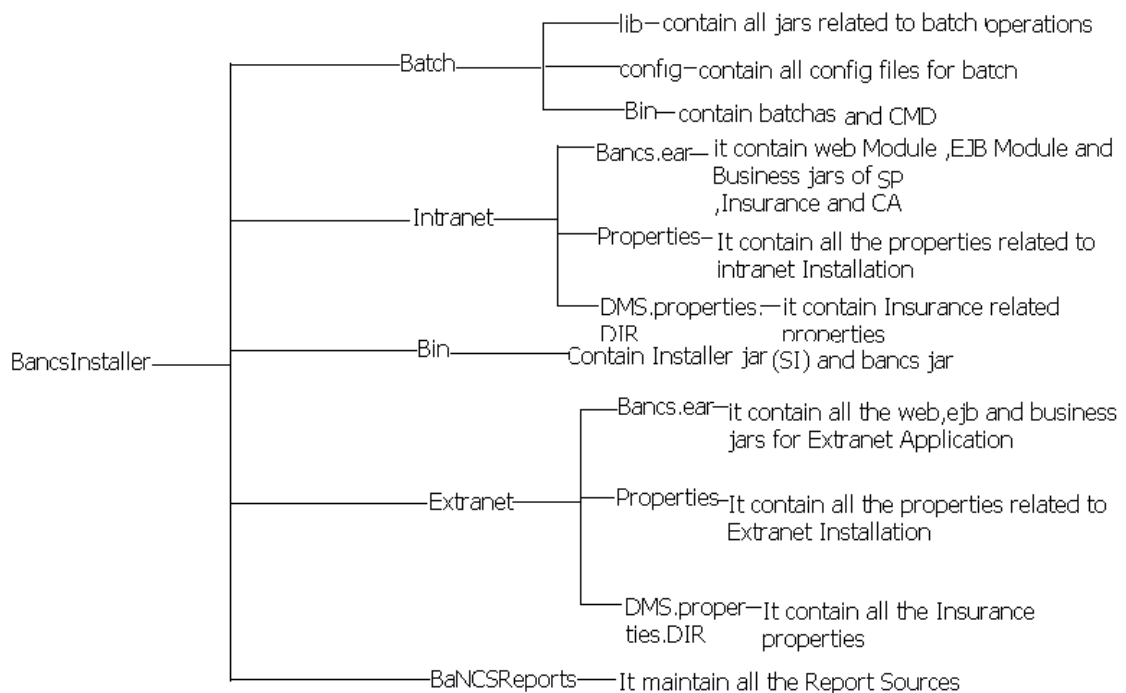 lib contain all jars related to batch operations
Batch
config contain all config files for batch
Bin contain batchas and CMD
Bancs.ear it contain web Module ,EJB Module and
Business jars of SP
,Insurance and CA
Intranet
Properties It contain all the properties related to
intranet Installation
DMS.properties. it contain Insurance related
DIR properties
Bin Contain Installer jar (SI) and bancs jar
BancsInstaller
Bancs.ear it contain all the web,ejb and business
jars for Extranet Application
Extranet
Properties It contain all the properties related to
Extranet Installation
DMS.proper It contain all the Insurance
ties.DIR properties
BaNCSReports It maintain all the Report Sources